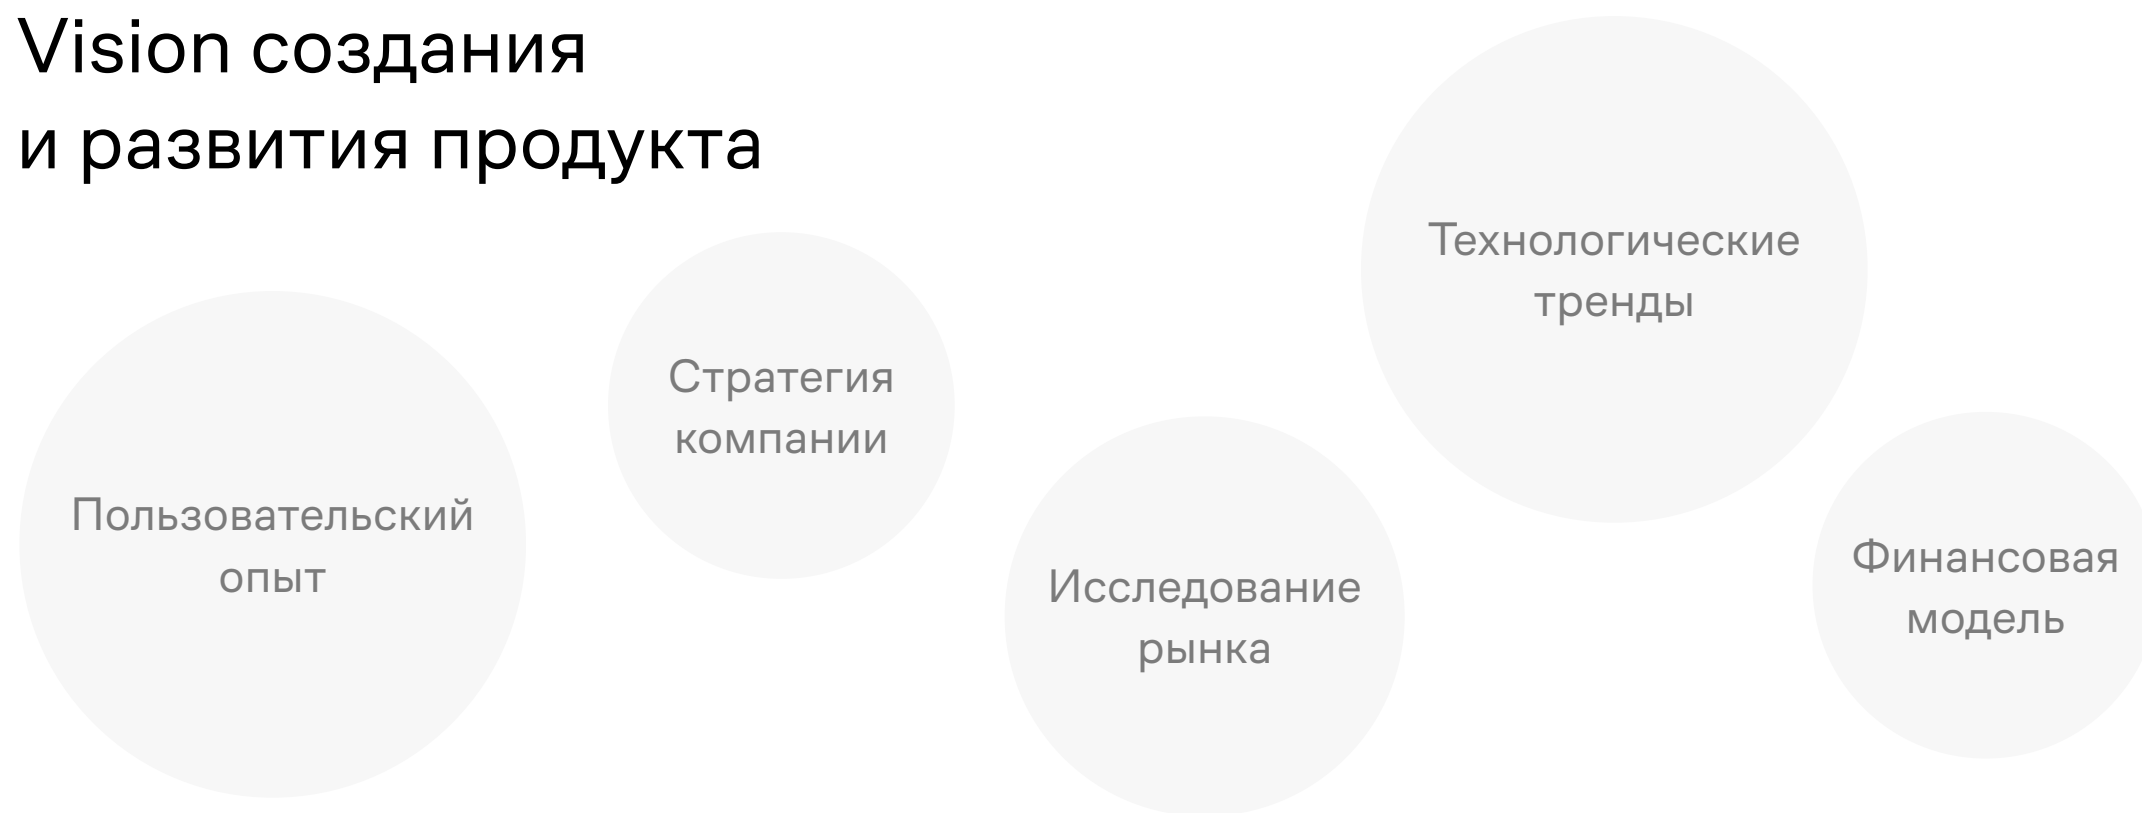 Vision создания
и развития продукта
Пользовательский
опыт
Стратегия
компании
Исследование
рынка
Технологические
тренды
Финансовая
модель